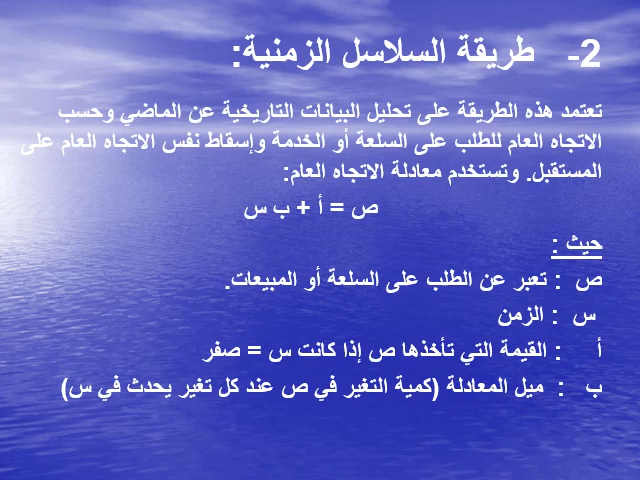 2- طريقة السلاسل الزمنية:
تعتمد هذه الطريقة على تحليل البيانات التاريخية عن الماضي وحسب
الاتجاه العام للطلب على السلعة أو الخدمة وإسقاط نفس الاتجاه العام على
المستقبل. وتستخدم معادلة الاتجاه العام:
ص = أ + ب س
حيث :
ص : تعبر عن الطلب على السلعة أو المبيعات.
س : الزمن
أ : القيمة التي تأخذها ص إذا كانت س = صفر
ب : ميل المعادلة (كمية التغير في ص عند كل تغير يحدث في س)